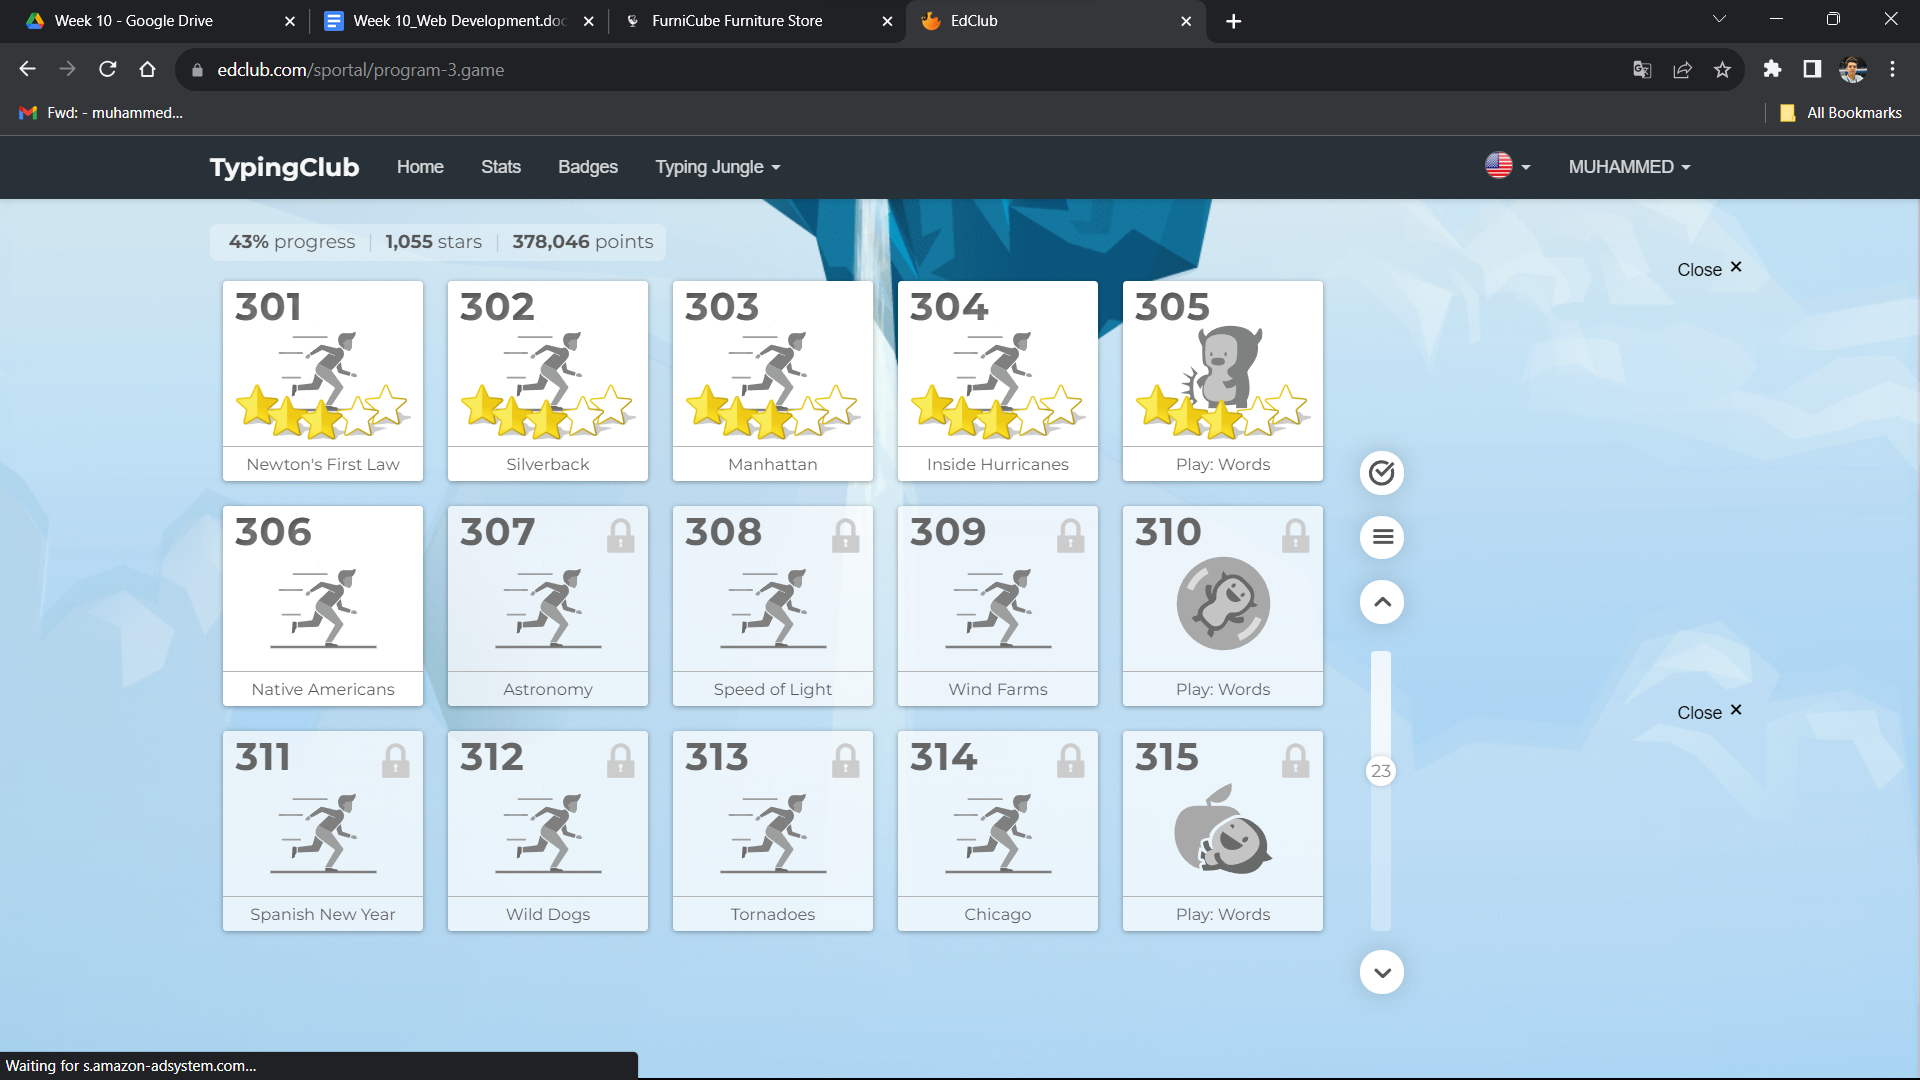 Week 10 - Google Drive
Week 10_Web Development.doc
FurniCube Furniture Store
EdClub
edclub.com/sportal/program-3.game
Fwd: - muhammed...
All Bookmarks
TypingClub
Home
Stats
Badges
Typing Jungle
MUHAMMED
43% progress
1,055 stars
378,046 points
Close
301
302
303
304
305
Newton's First Law
Silverback
Manhattan
Inside Hurricanes
Play: Words
306
307
308
309
310
Native Americans
Astronomy
Speed of Light
Wind Farms
Play: Words
Close
311
312
313
314
315
23
Spanish New Year
Wild Dogs
Tornadoes
Chicago
Play: Words
Waiting for s.amazon-adsystem.com...